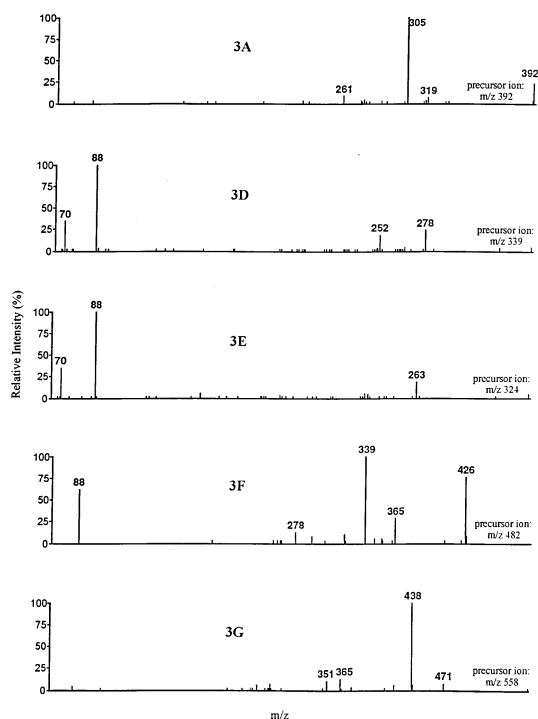 100
75
50
25
0
3A
261
305
319
392
precursor ion:
m/z 392
100
75
50
25
0
70
88
3D
252
278
precursor ion:
m/z 339
Relative Intensity (%)
100
75
50
25
0
70
88
3E
263
precursor ion:
m/z 324
100
75
50
25
0
88
3F
278
339
365
426
precursor ion:
m/z 482
100
75
50
25
0
3G
351
365
438
471
precursor ion:
m/z 558
m/z